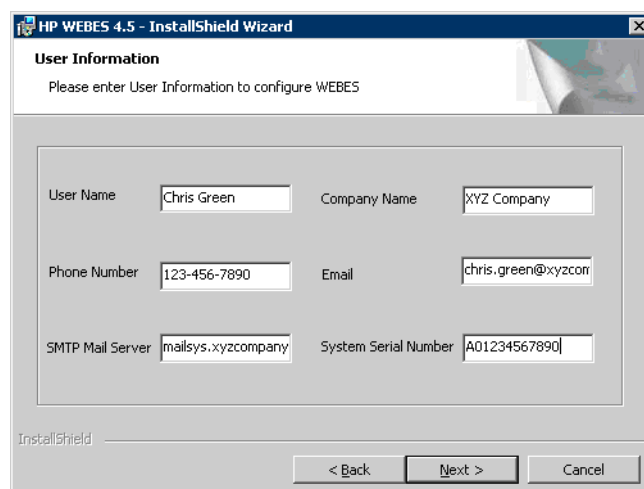 HP WEBES 4.5 - InstallShield Wizard
User Information
Please enter User Information to configure WEBES
User Name Chris Green Company Name XYZ Company
Phone Number 123-456-7890 Email chris.green@xyzcom
SMTP Mail Server mailsys.xyzcompany System Serial Number A01234567890
InstallShield
< Back Next > Cancel